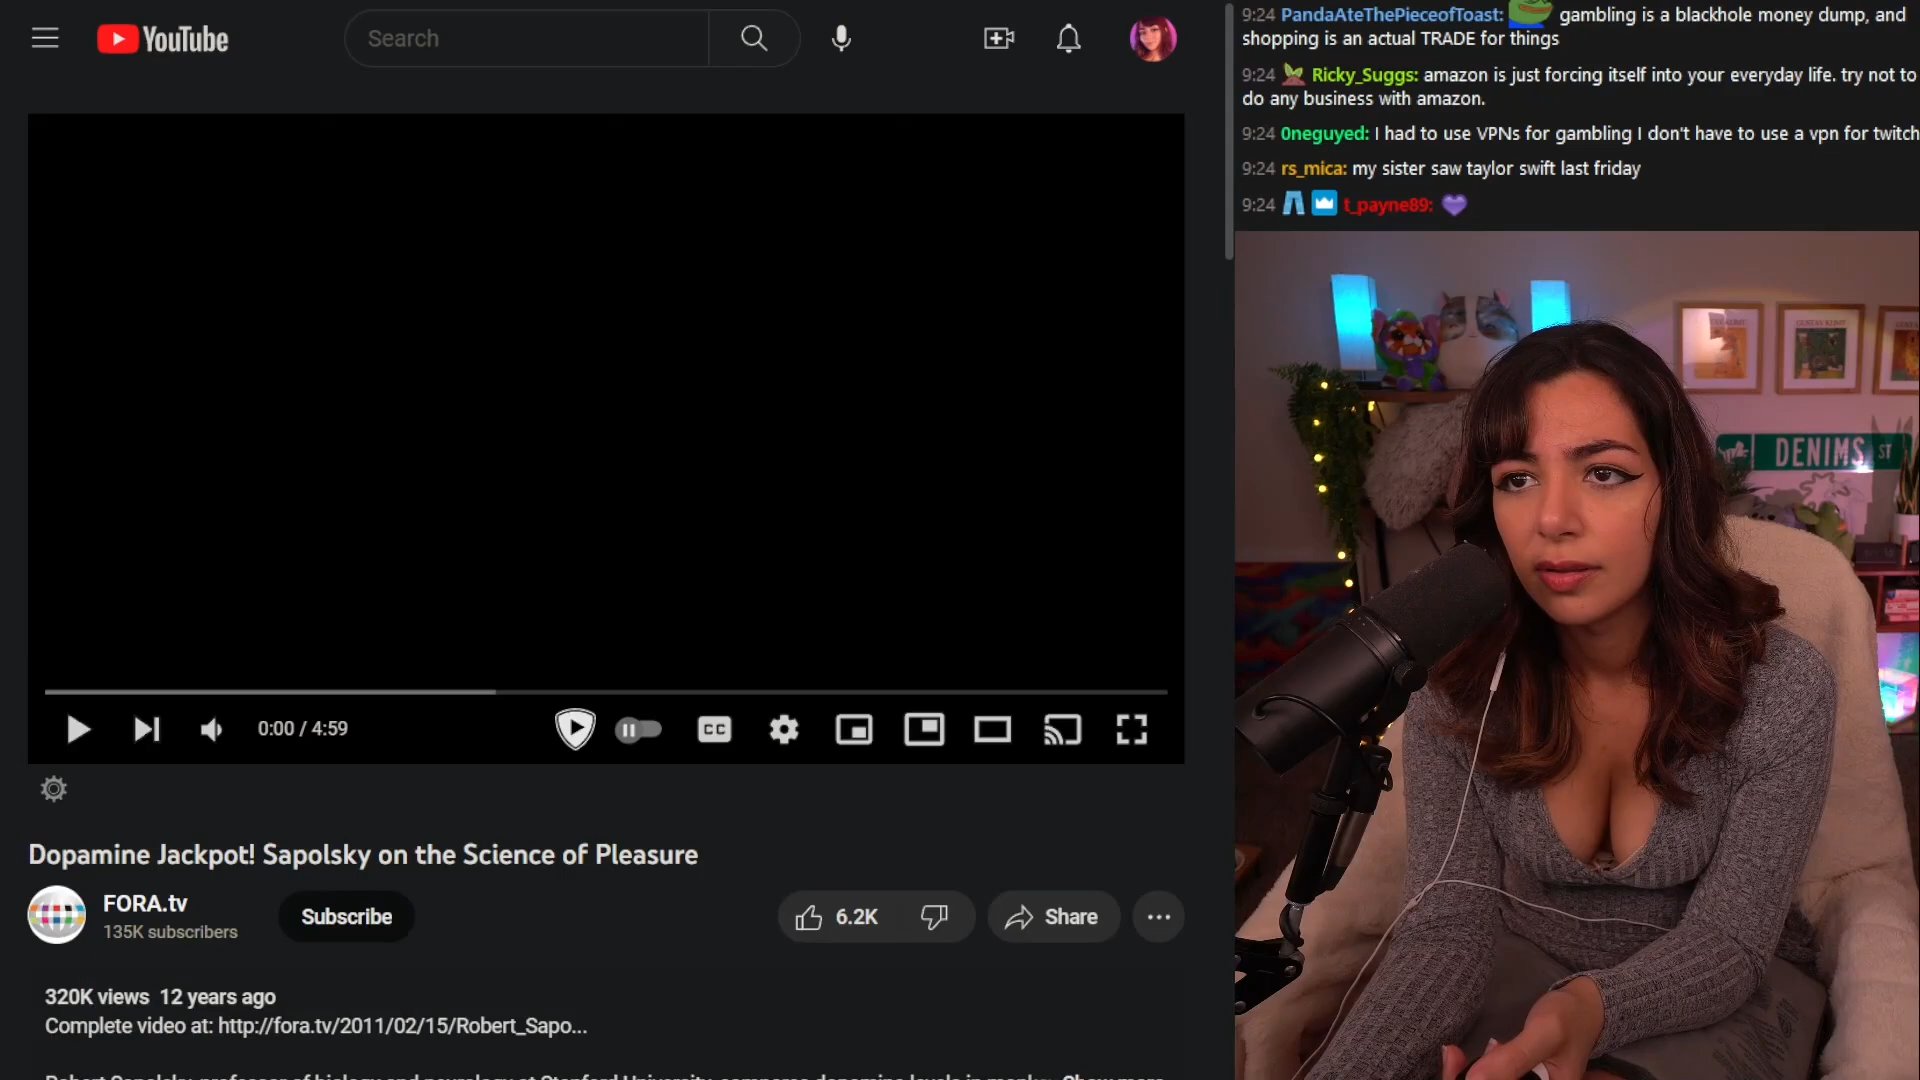 YouTube
Search
0:00 / 4:59
CC
Dopamine Jackpot! Sapolsky on the Science of Pleasure
FORA.tv
135K subscribers
Subscribe
6.2K
Share
320K views 12 years ago
Complete video at: http://fora.tv/2011/02/15/Robert_Sapo...
9:24 PandaAteThePieceofToast: gambling is a blackhole money dump, and
shopping is an actual TRADE for things
9:24 Ricky_Suggs: amazon is just forcing itself into your everyday life. try not to
do any business with amazon.
9:24 0neguyed: I had to use VPNs for gambling I don't have to use a vpn for twitch
9:24 rs_mica: my sister saw taylor swift last friday
9:24 t_payne89:
GUSTAV KLIMT
DENIMS ST